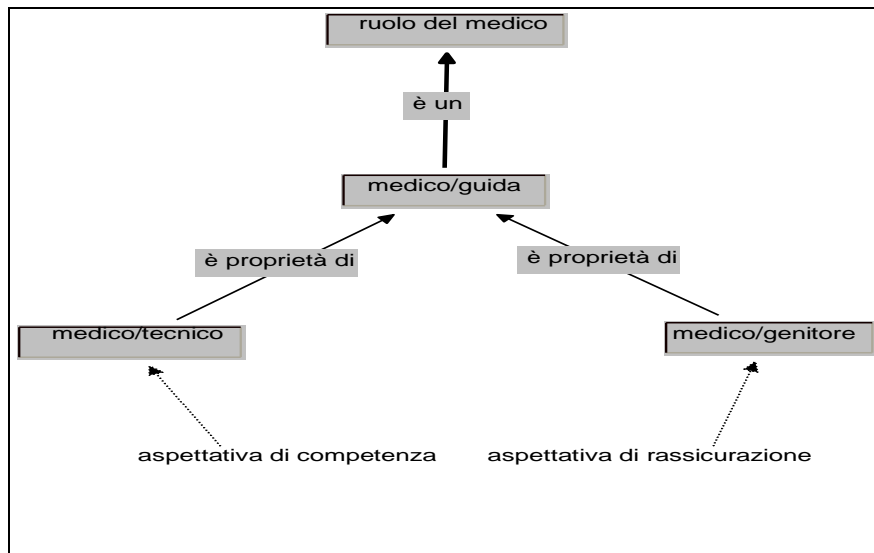 ruolo del medico
è un
medico/guida
è proprietà di
è proprietà di
medico/tecnico
medico/genitore
aspettativa di competenza
aspettativa di rassicurazione